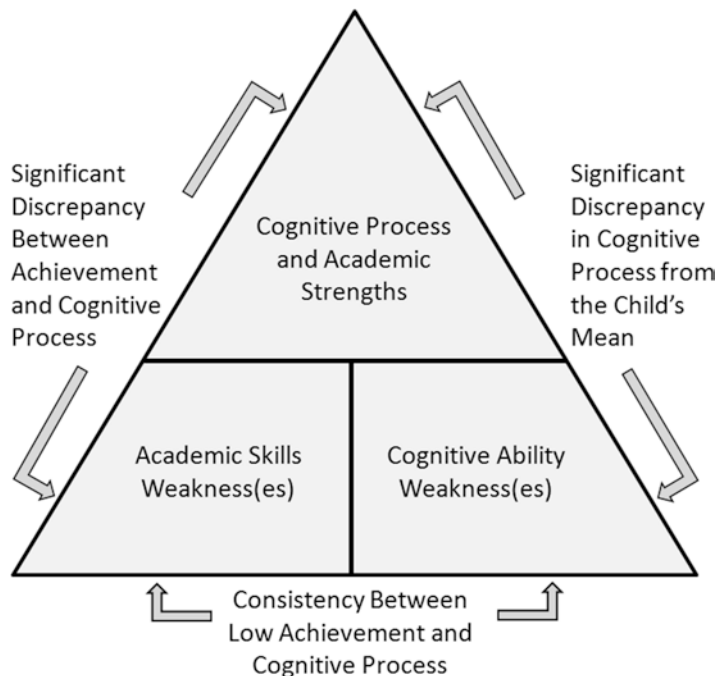 Significant
Discrepancy
Between
Achievement
and Cognitive
Process
Cognitive Process
and Academic
Strengths
Significant
Discrepancy
in Cognitive
Process from
the Child's
Mean
Academic Skills
Weakness(es)
Cognitive Ability
Weakness(es)
Consistency Between
Low Achievement and
Cognitive Process